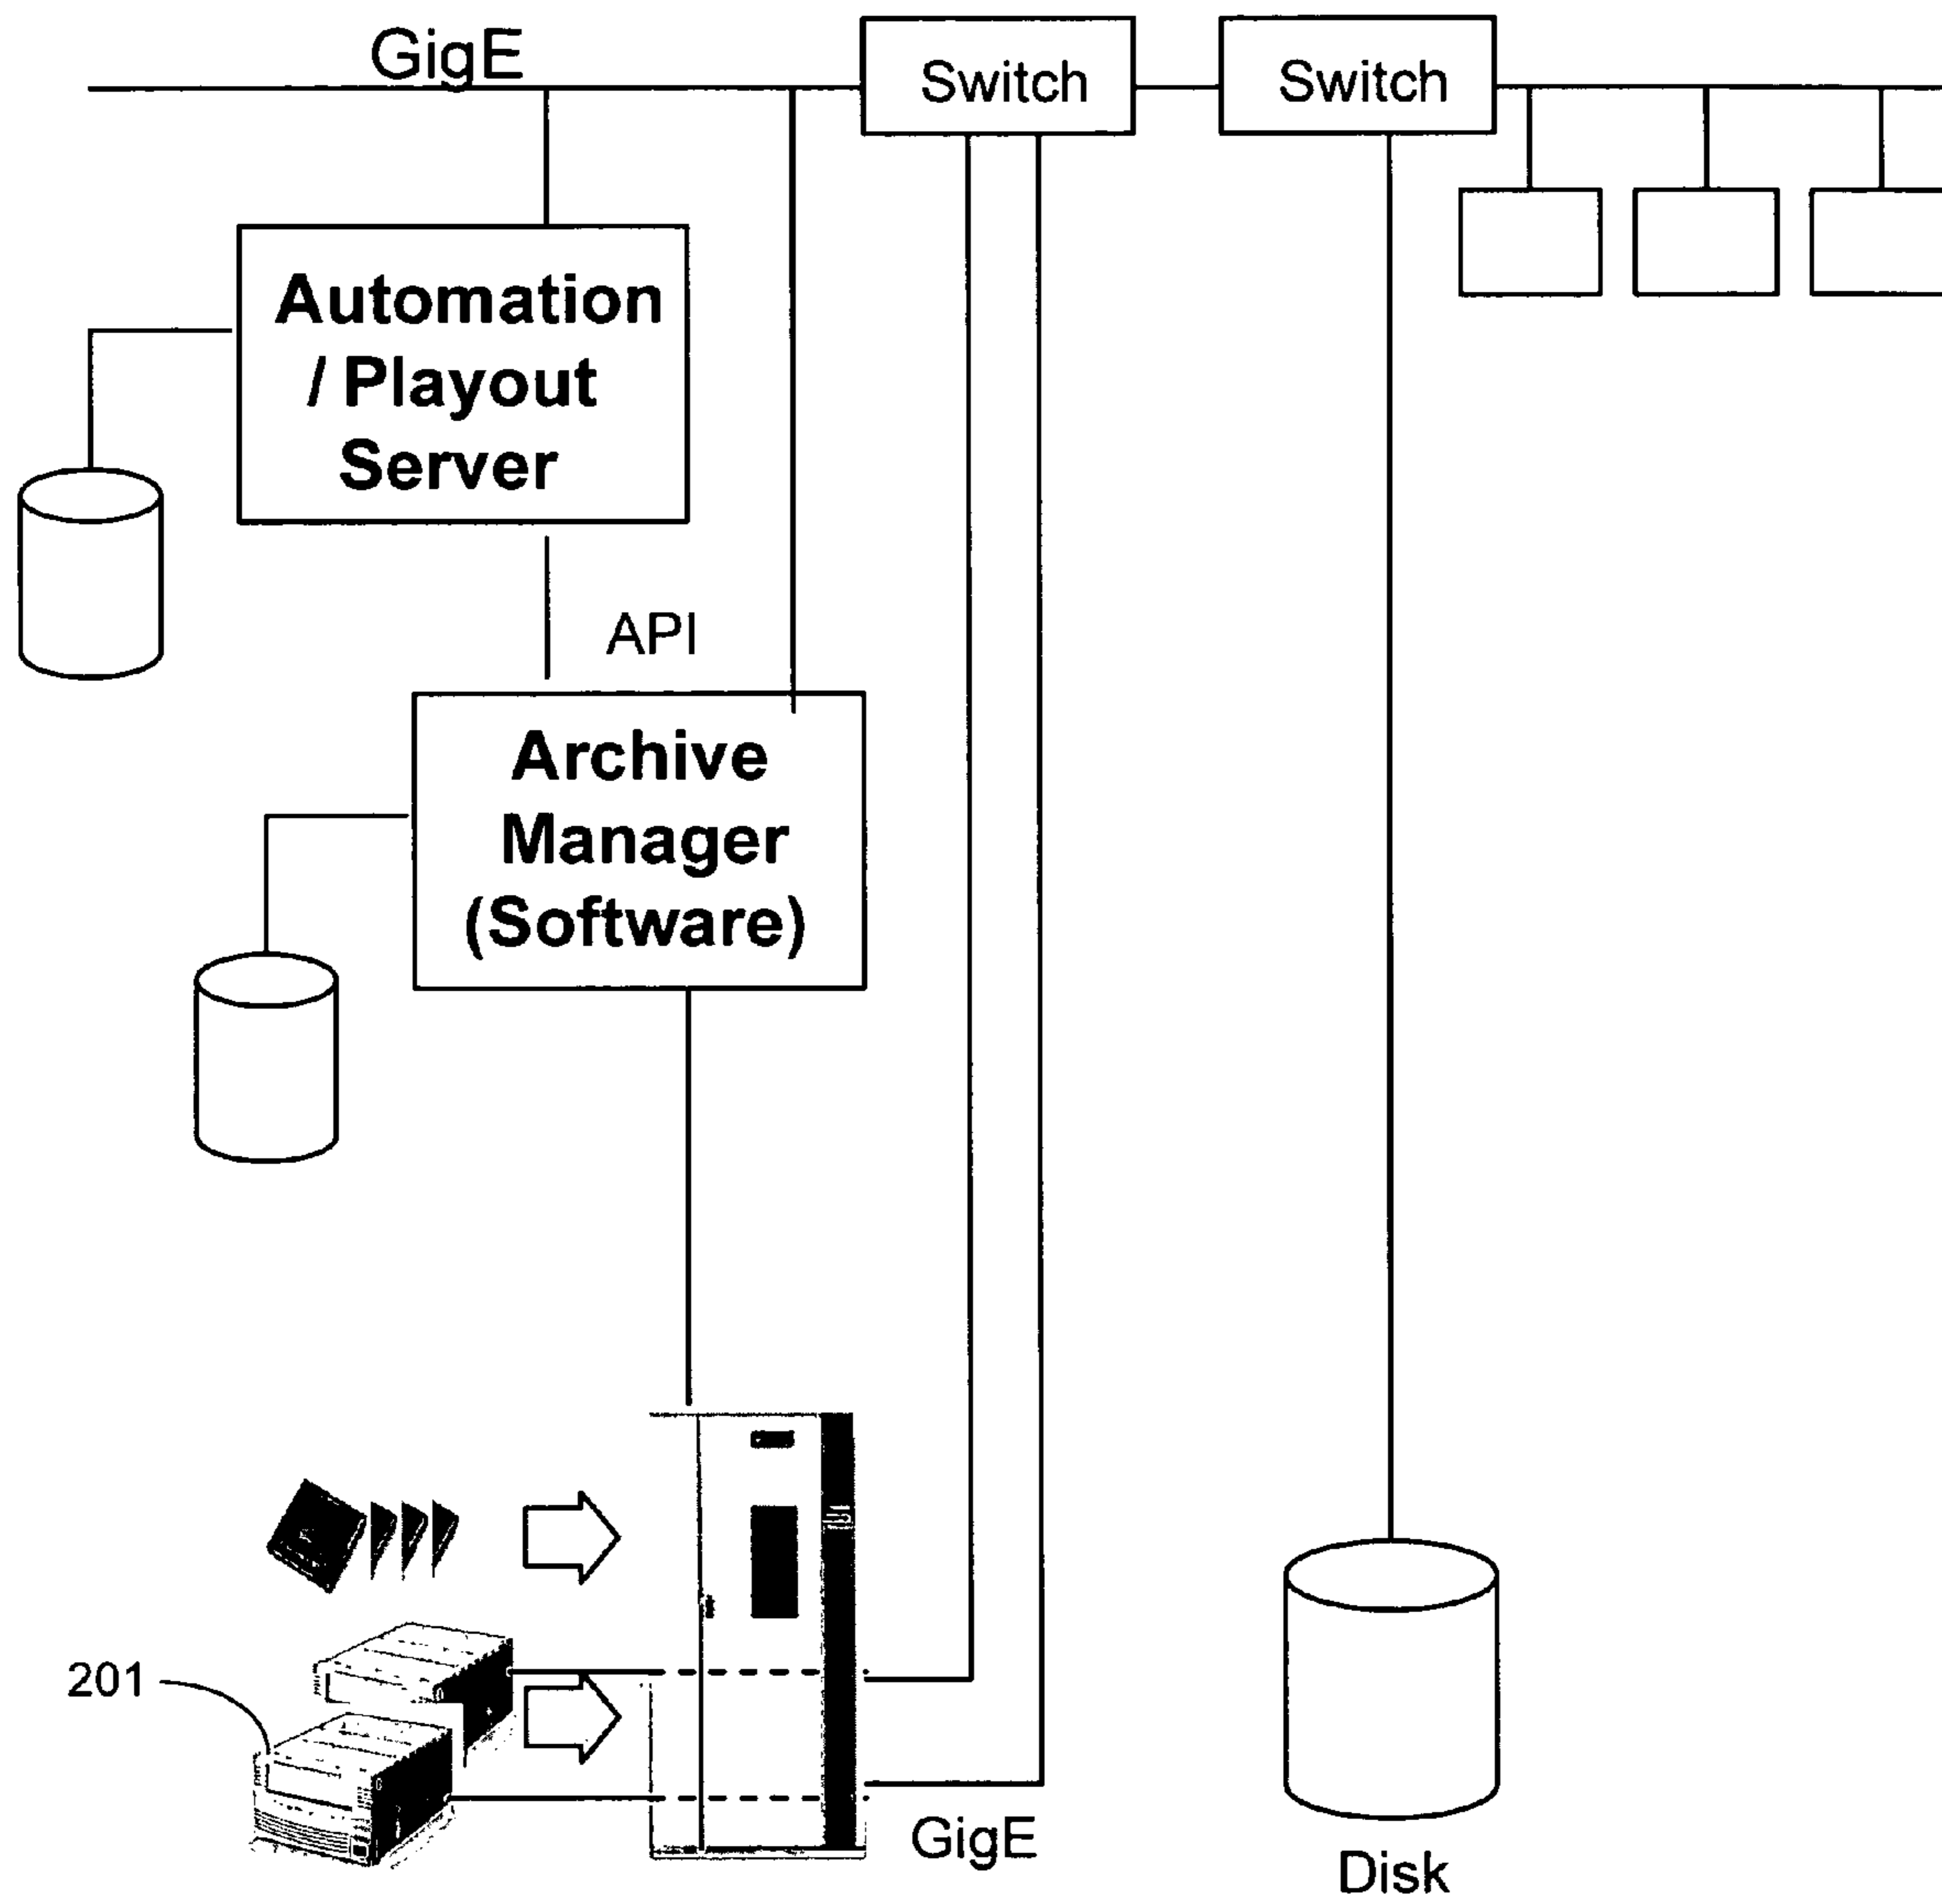 GigE
Switch
Switch
Automation
/ Playout
Server
API
Archive
Manager
(Software)
201
GigE
Disk